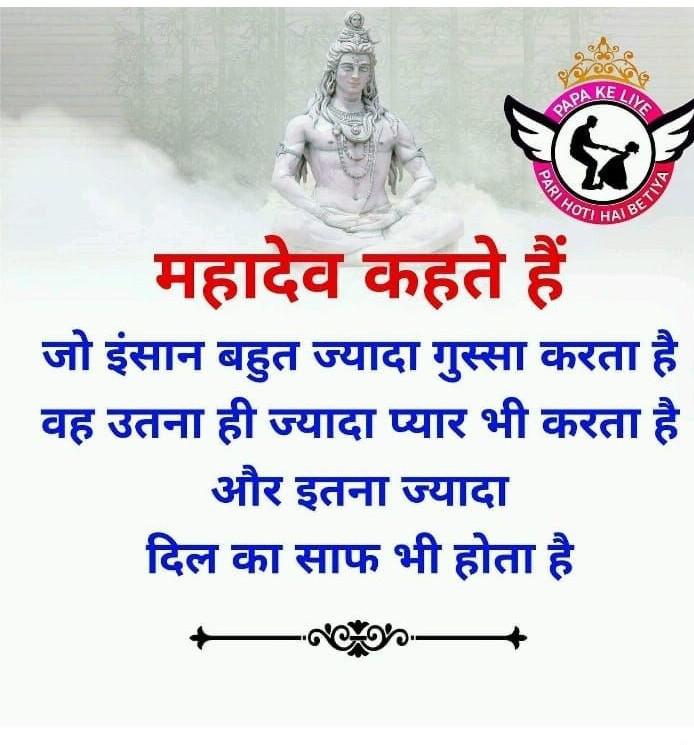 PAPA KE LIYE
PARI HOTI HAI BETIYA
महादेव कहते हैं
जो इंसान बहुत ज्यादा गुस्सा करता है
वह उतना ही ज्यादा प्यार भी करता है
और इतना ज्यादा
दिल का साफ भी होता है